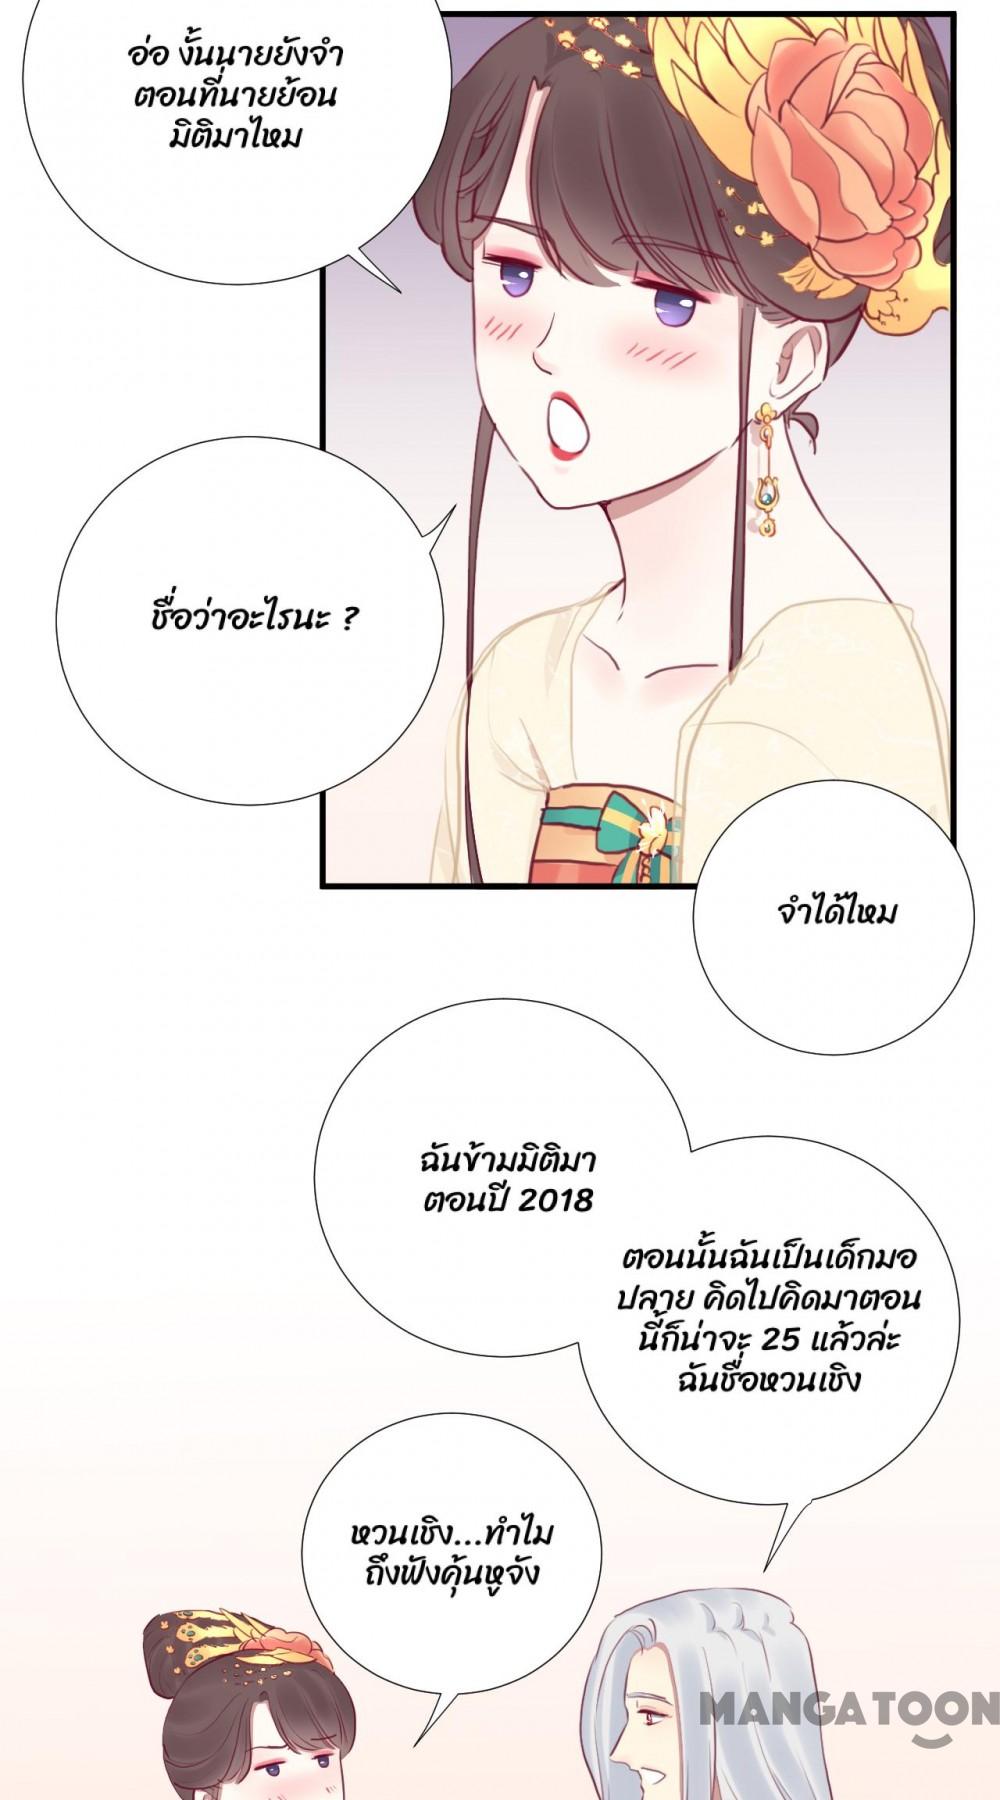 อ่อ งั้นนายยังจำ
ตอนที่นายย้อน
มิติมาไหม
ชื่อว่าอะไรนะ ?
จำได้ไหม
ฉันข้ามมิติมา
ตอนปี 2018
ตอนนั้นฉันเป็นเด็กมอ
ปลาย คิดไปคิดมาตอน
นี้ก็น่าจะ 25 แล้วล่ะ
ฉันชื่อหวนเชิง
หวนเชิง...ทำไม
ถึงฟังคุ้นหูจัง
MANGATOON